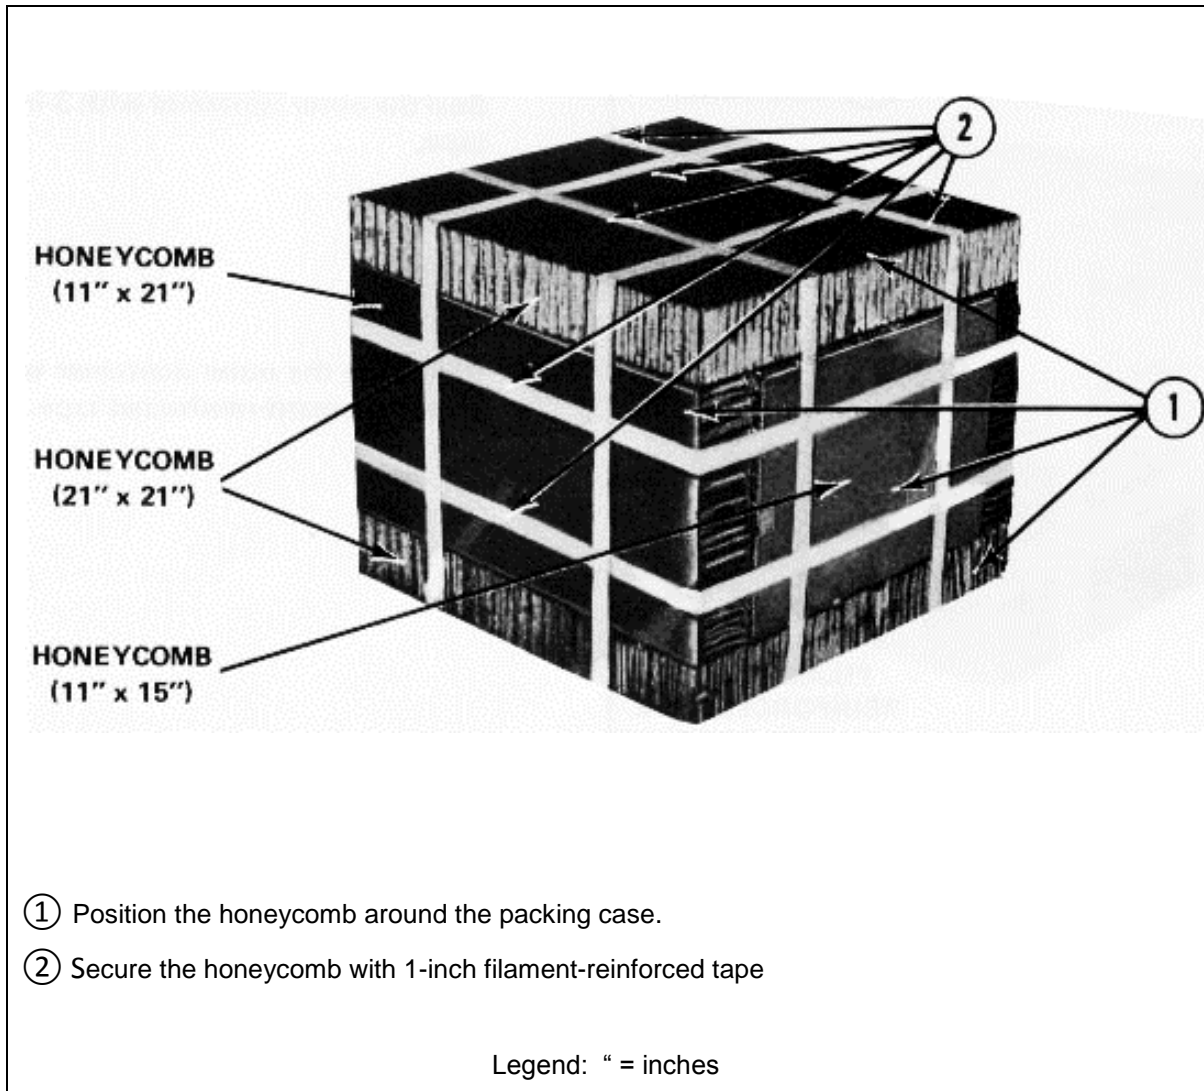 2
HONEYCOMB
(11" x 21")
1
HONEYCOMB
(21" x 21")
HONEYCOMB
(11" x 15")
① Position the honeycomb around the packing case.
② Secure the honeycomb with 1-inch filament-reinforced tape
Legend: “ = inches